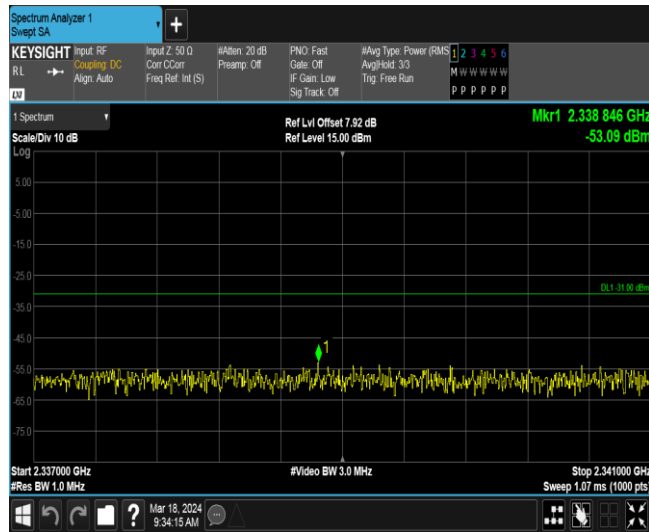 Spectrum Analyzer 1
Swept SA
KEYSIGHT
RL
LXI
Input: RF
Coupling: DC
Align: Auto
Input Z: 50 Ω
Corr CCorr
Freq Ref: Int (S)
#Atten: 20 dB
Preamp: Off
PNO: Fast
Gate: Off
IF Gain: Low
Sig Track: Off
#Avg Type: Power (RMS
Avg|Hold: 3/3
Trig: Free Run
1 2 3 4 5 6
M W W W W W
P P P P P P
1 Spectrum
Scale/Div 10 dB
Ref Lvl Offset 7.92 dB
Ref Level 15.00 dBm
Mkr1 2.338 846 GHz
-53.09 dBm
Log
5.00
-5.00
-15.0
-25.0
DL1 -31.00 dBm
-35.0
-45.0
1
-55.0
-65.0
-75.0
Start 2.337000 GHz
#Video BW 3.0 MHz
Stop 2.341000 GHz
#Res BW 1.0 MHz
Sweep 1.07 ms (1000 pts)
?
Mar 18, 2024
9:34:15 AM